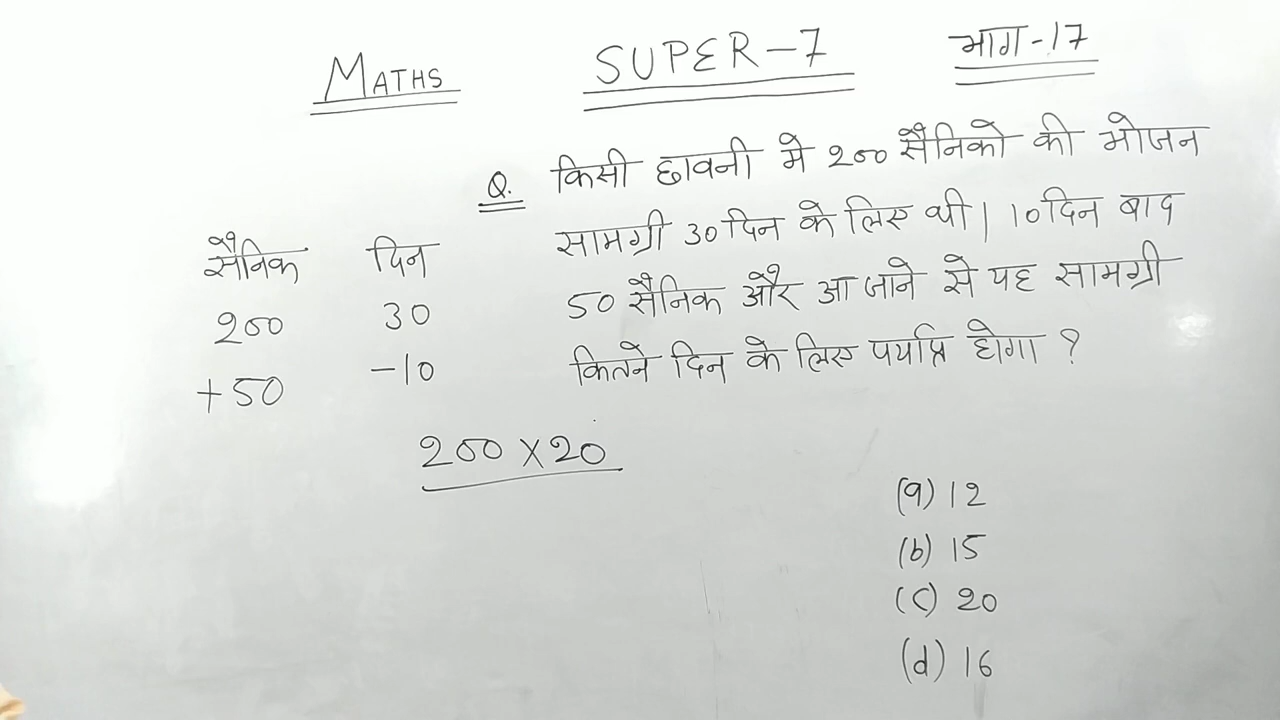 MATHS SUPER-7 भाग-17
Q. किसी छावनी मे 200 सैनिको की भोजन
सामग्री 30 दिन के लिए थी| 10 दिन बाद
50 सैनिक और आ जाने से यह सामग्री
कितने दिन के लिए पर्याप्त होगा ?
सैनिक दिन
200 30
+50 -10
200 X 20
(a) 12
(b) 15
(c) 20
(d) 16